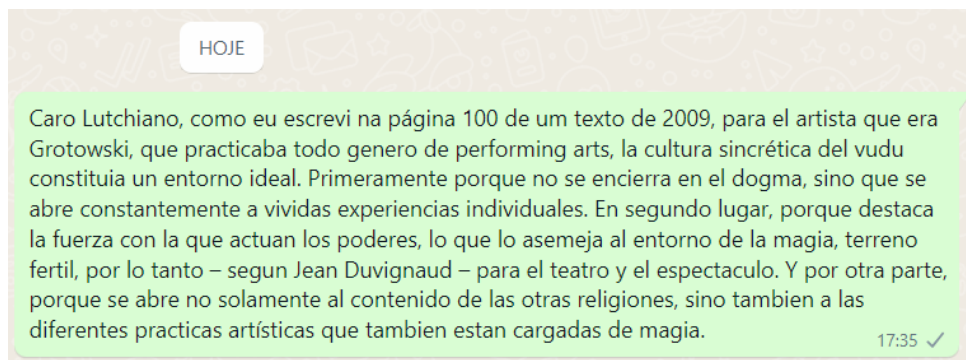 HOJE
Caro Lutchiano, como eu escrevi na página 100 de um texto de 2009, para el artista que era
Grotowski, que practicaba todo genero de performing arts, la cultura sincrética del vudu
constituia un entorno ideal. Primeramente porque no se encierra en el dogma, sino que se
abre constantemente a vividas experiencias individuales. En segundo lugar, porque destaca
la fuerza con la que actuan los poderes, lo que lo asemeja al entorno de la magia, terreno
fertil, por lo tanto – segun Jean Duvignaud – para el teatro y el espectaculo. Y por otra parte,
porque se abre no solamente al contenido de las otras religiones, sino tambien a las
diferentes practicas artísticas que tambien estan cargadas de magia.
17:35